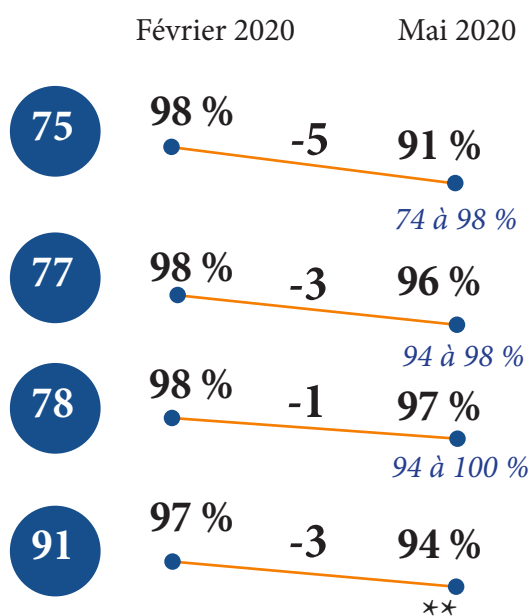 Février 2020 Mai 2020
75 98 % -5 91 %
74 à 98 %
77 98 % -3 96 %
94 à 98 %
78 98 % -1 97 %
94 à 100 %
91 97 % -3 94 %
**